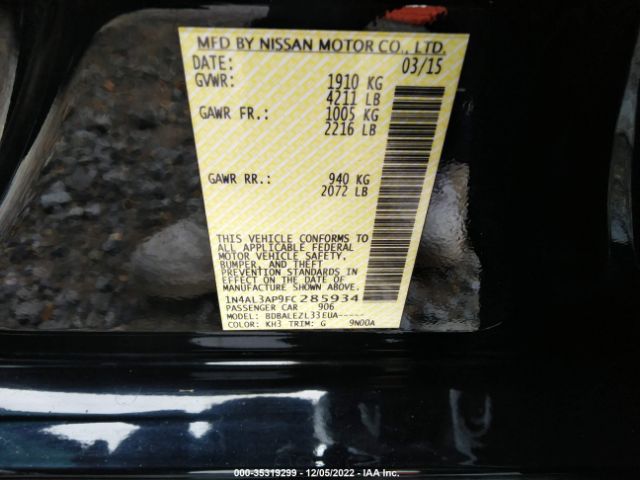 MFD BY NISSAN MOTOR CO., LTD.
DATE: 03/15
GVWR: 1910 KG
4211 LB
GAWR FR.: 1005 KG
2216 LB
GAWR RR.: 940 KG
2072 LB
THIS VEHICLE CONFORMS TO
ALL APPLICABLE FEDERAL
MOTOR VEHICLE SAFETY,
BUMPER, AND THEFT
PREVENTION STANDARDS IN
EFFECT ON THE DATE OF
MANUFACTURE SHOWN ABOVE.
1N4AL3AP9FC285934
PASSENGER CAR 906
MODEL: BDBALEZL33EUA-----
COLOR: KH3 TRIM: G 9N00A
000-35319299 - 12/05/2022 - IAA Inc.